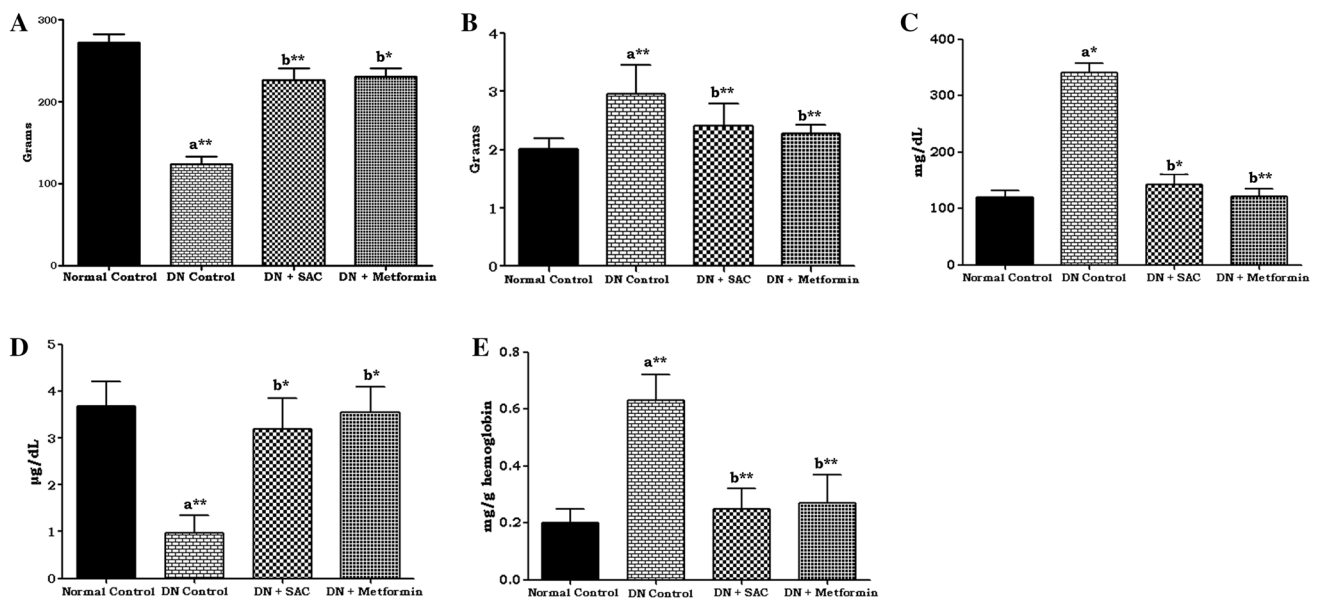 A
300
200
100
0
Grams
a**
b**
b*
Normal Control DN Control DN + SAC DN + Metformin
B
4
3
2
1
0
Grams
a**
b**
b**
Normal Control DN Control DN + SAC DN + Metformin
C
400
300
200
100
0
mg/dL
a*
b*
b**
Normal Control DN Control DN + SAC DN + Metformin
D
5
4
3
2
1
0
µg/dL
a**
b*
b*
Normal Control DN Control DN + SAC DN + Metformin
E
0.8
0.6
0.4
0.2
0.0
mg/g hemoglobin
a**
b**
b**
Normal Control DN Control DN + SAC DN + Metformin